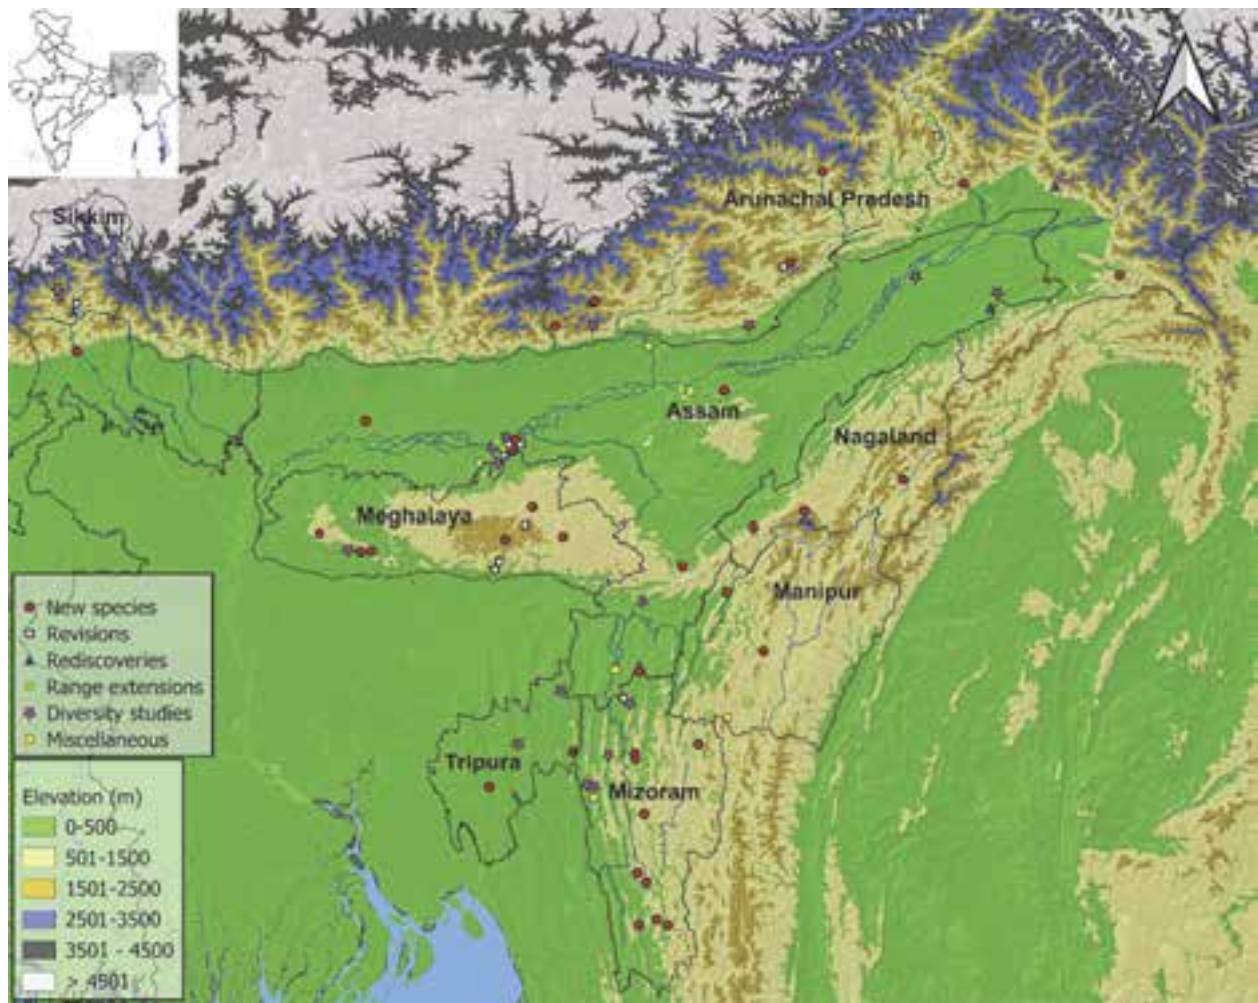 Sikkim
Arunachal Pradesh
Assam
Nagaland
Meghalaya
Manipur
Tripura
Mizoram
New species
Revisions
Rediscoveries
Range extensions
Diversity studies
Miscellaneous
Elevation (m)
0-500
501-1500
1501-2500
2501-3500
3501 - 4500
> 4901